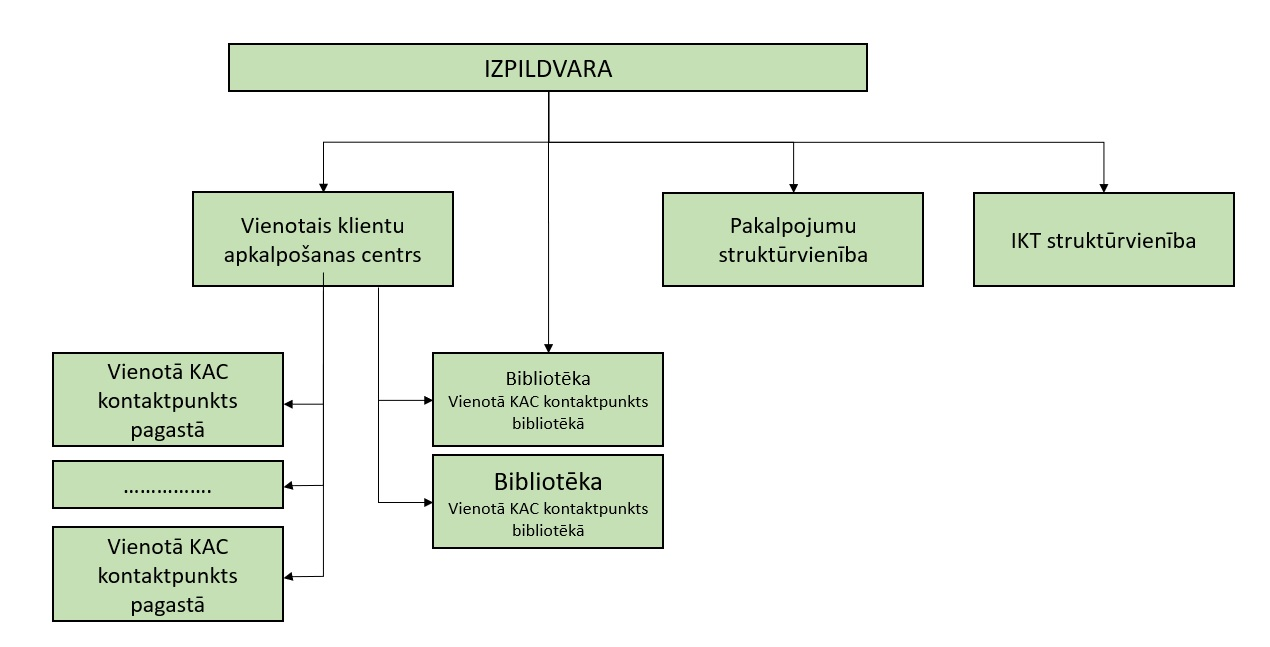 IZPILDVARA
Vienotais klientu
apkalpošanas centrs
Pakalpojumu
struktūrvienība
IKT struktūrvienība
Vienotā KAC
kontaktpunkts
pagastā
Bibliotēka
Vienotā KAC kontaktpunkts
bibliotēkā
…………….
Bibliotēka
Vienotā KAC kontaktpunkts
bibliotēkā
Vienotā KAC
kontaktpunkts
pagastā